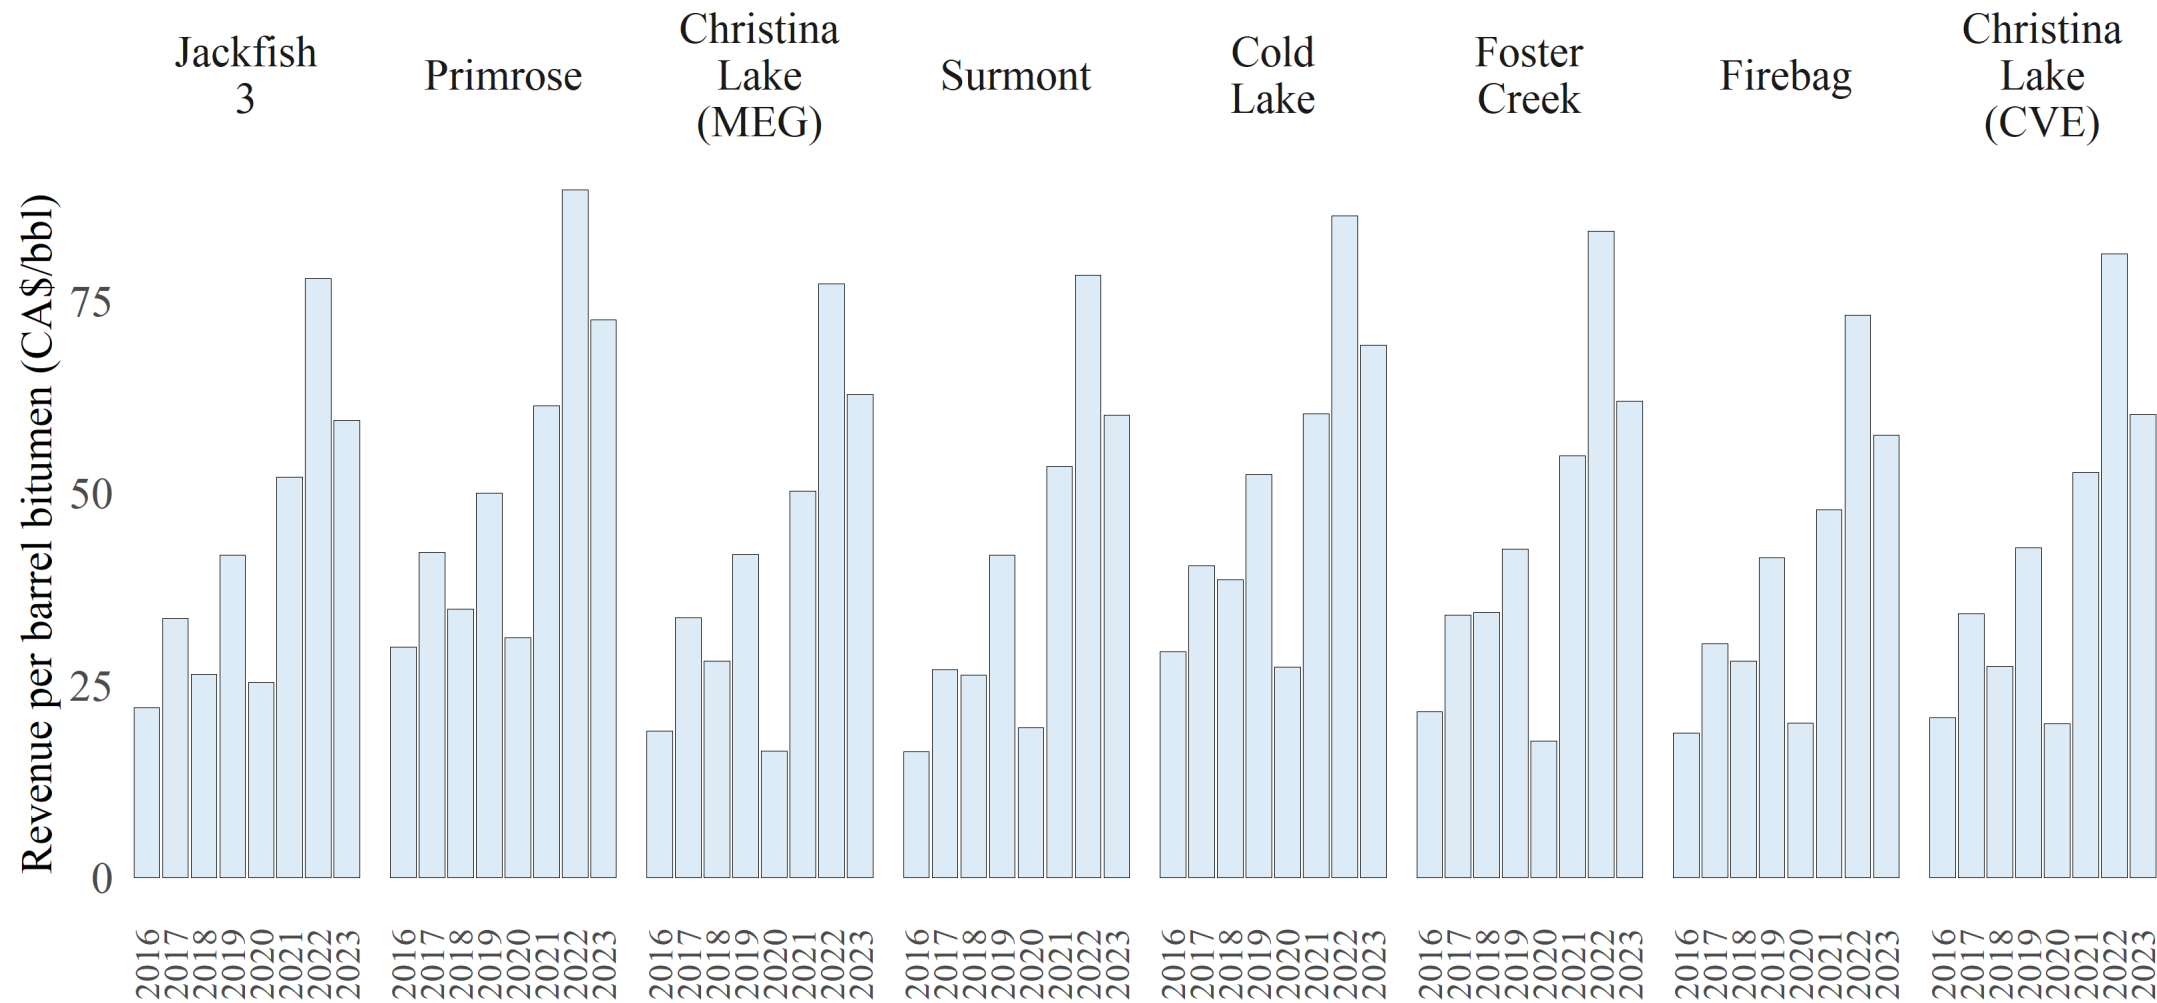 Jackfish
3
Primrose
Christina
Lake
(MEG)
Surmont
Cold
Lake
Foster
Creek
Firebag
Christina
Lake
(CVE)
Revenue per barrel bitumen (CA$/bbl)
75
50
25
0
2016 2017 2018 2019 2020 2021 2022 2023
2016 2017 2018 2019 2020 2021 2022 2023
2016 2017 2018 2019 2020 2021 2022 2023
2016 2017 2018 2019 2020 2021 2022 2023
2016 2017 2018 2019 2020 2021 2022 2023
2016 2017 2018 2019 2020 2021 2022 2023
2016 2017 2018 2019 2020 2021 2022 2023
2016 2017 2018 2019 2020 2021 2022 2023